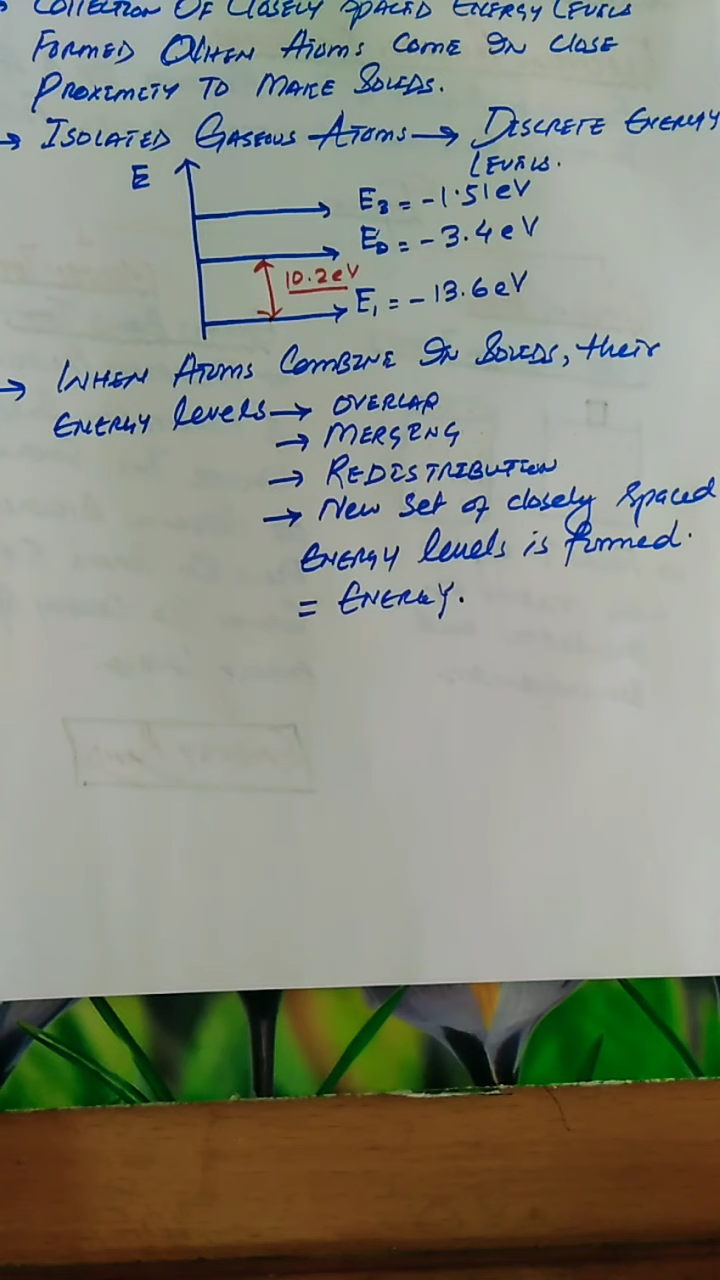 COLLECTION OF CLOSELY SPACED ENERGY LEVELS
FORMED WHEN ATOMS COME IN CLOSE
PROXIMITY TO MAKE SOLIDS.
→ ISOLATED GASEOUS ATOMS → DISCRETE ENERGY
LEVELS.
E
E3 = -1.51eV
E2 = -3.4eV
10.2eV
E1 = -13.6eV
→ WHEN ATOMS COMBINE IN SOLIDS, their
ENERGY levels → OVERLAP
→ MERGING
→ REDISTRIBUTION
→ New Set of closely Spaced
ENERGY levels is formed.
= ENERGY.